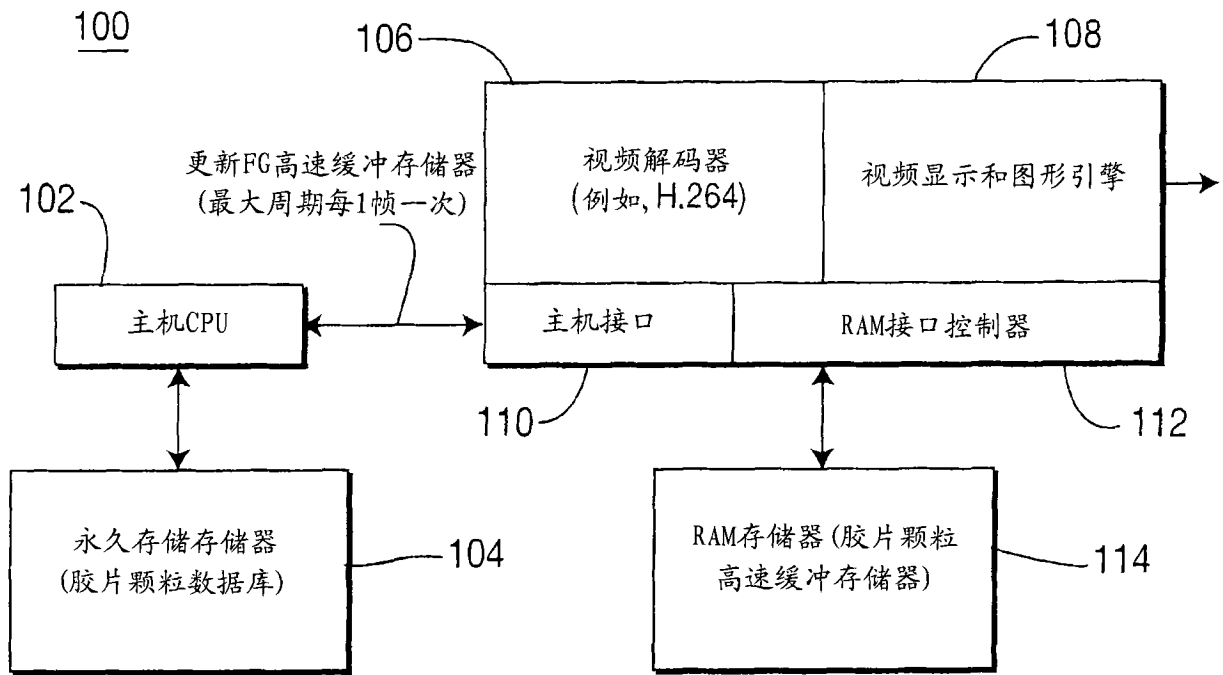 100
106
108
更新FG高速缓冲存储器
(最大周期每1帧一次)
视频解码器
(例如, H.264)
视频显示和图形引擎
102
主机CPU
主机接口
RAM接口控制器
110
112
永久存储存储器
(胶片颗粒数据库)
104
RAM存储器(胶片颗粒
高速缓冲存储器)
114